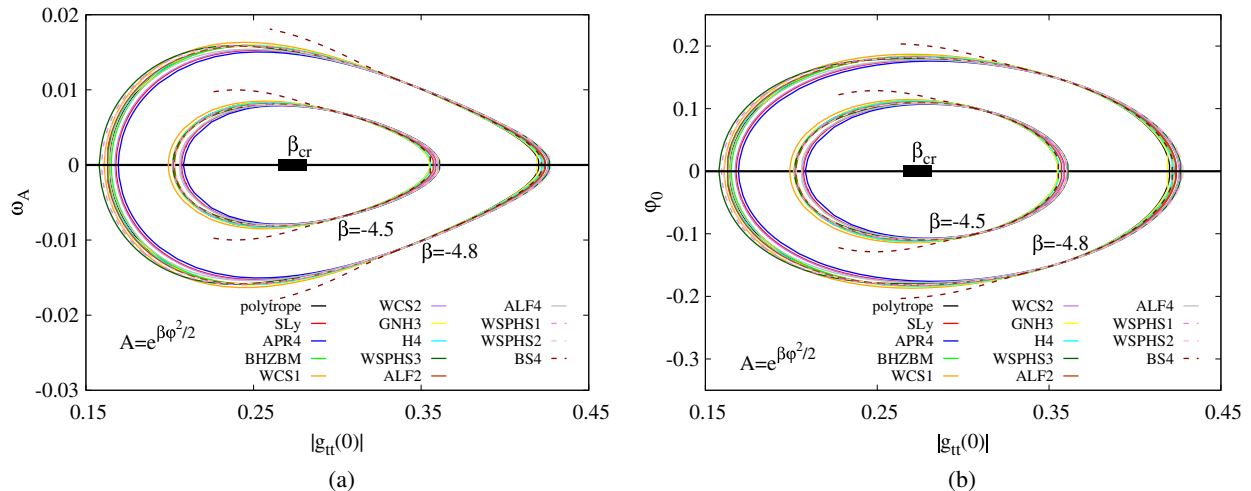 0.02
0.01
0
-0.01
-0.02
-0.03
ω_A
β_cr
β=-4.5
β=-4.8
polytrope
SLy
APR4
BHZBM
WCS1
WCS2
GNH3
H4
WSPHS3
ALF2
ALF4
WSPHS1
WSPHS2
BS4
A=e^{βφ²/2}
0.15 0.25 0.35 0.45
|g_tt(0)|
(a)
0.2
0.1
0
-0.1
-0.2
-0.3
φ_0
β_cr
β=-4.5
β=-4.8
polytrope
SLy
APR4
BHZBM
WCS1
WCS2
GNH3
H4
WSPHS3
ALF2
ALF4
WSPHS1
WSPHS2
BS4
A=e^{βφ²/2}
0.15 0.25 0.35 0.45
|g_tt(0)|
(b)